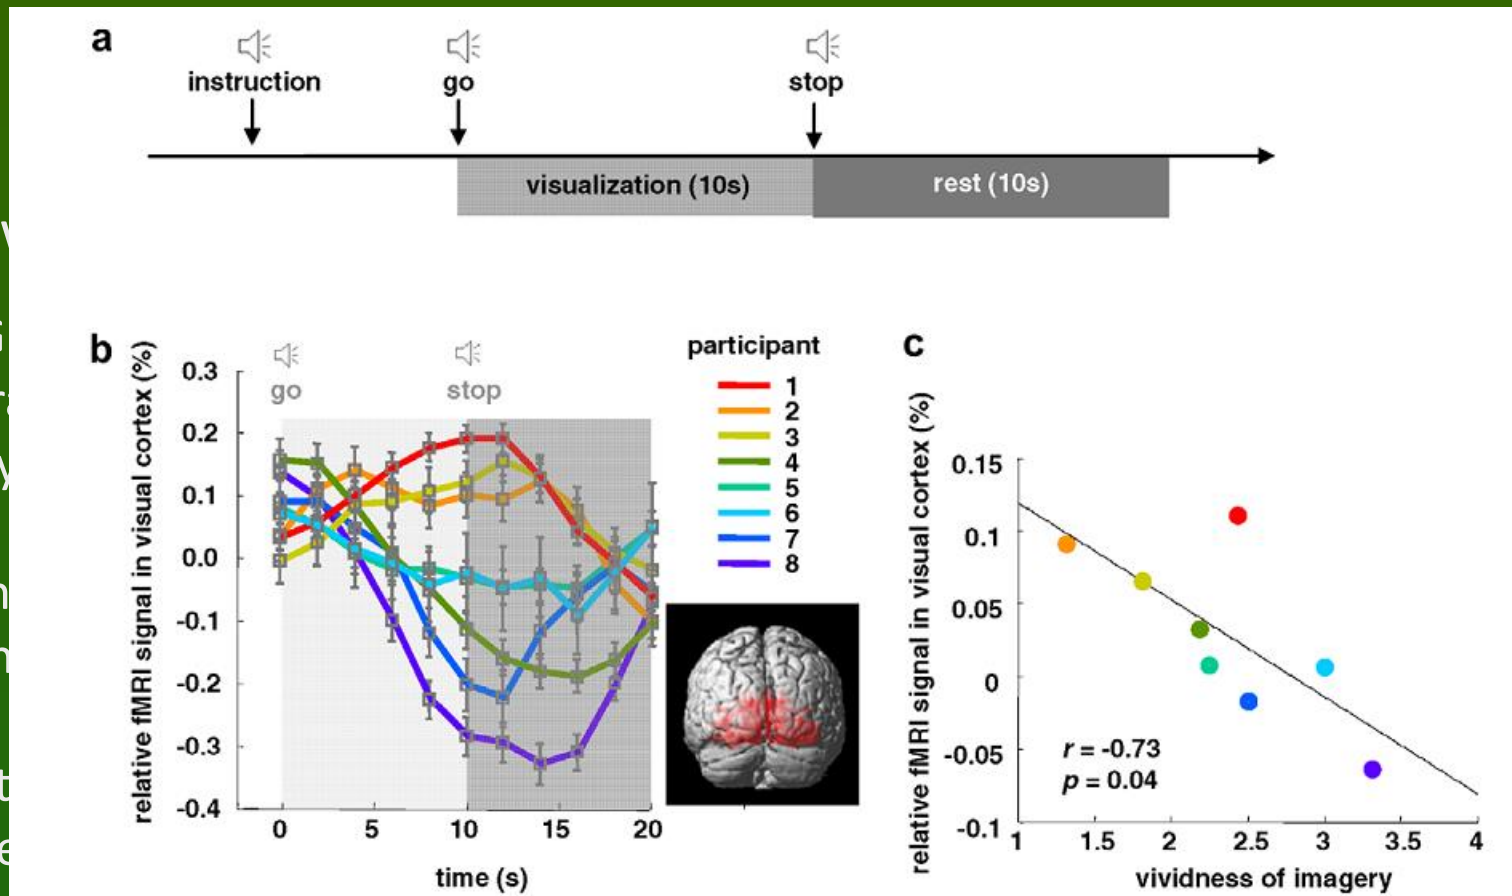 a
instruction
go
stop
visualization (10s)
rest (10s)
b
relative fMRI signal in visual cortex (%)
0.3
0.2
0.1
0.0
-0.1
-0.2
-0.3
-0.4
go
stop
0 5 10 15 20
time (s)
participant
1
2
3
4
5
6
7
8
c
relative fMRI signal in visual cortex (%)
0.15
0.1
0.05
0
-0.05
-0.1
r = -0.73
p = 0.04
1 1.5 2 2.5 3 3.5 4
vividness of imagery